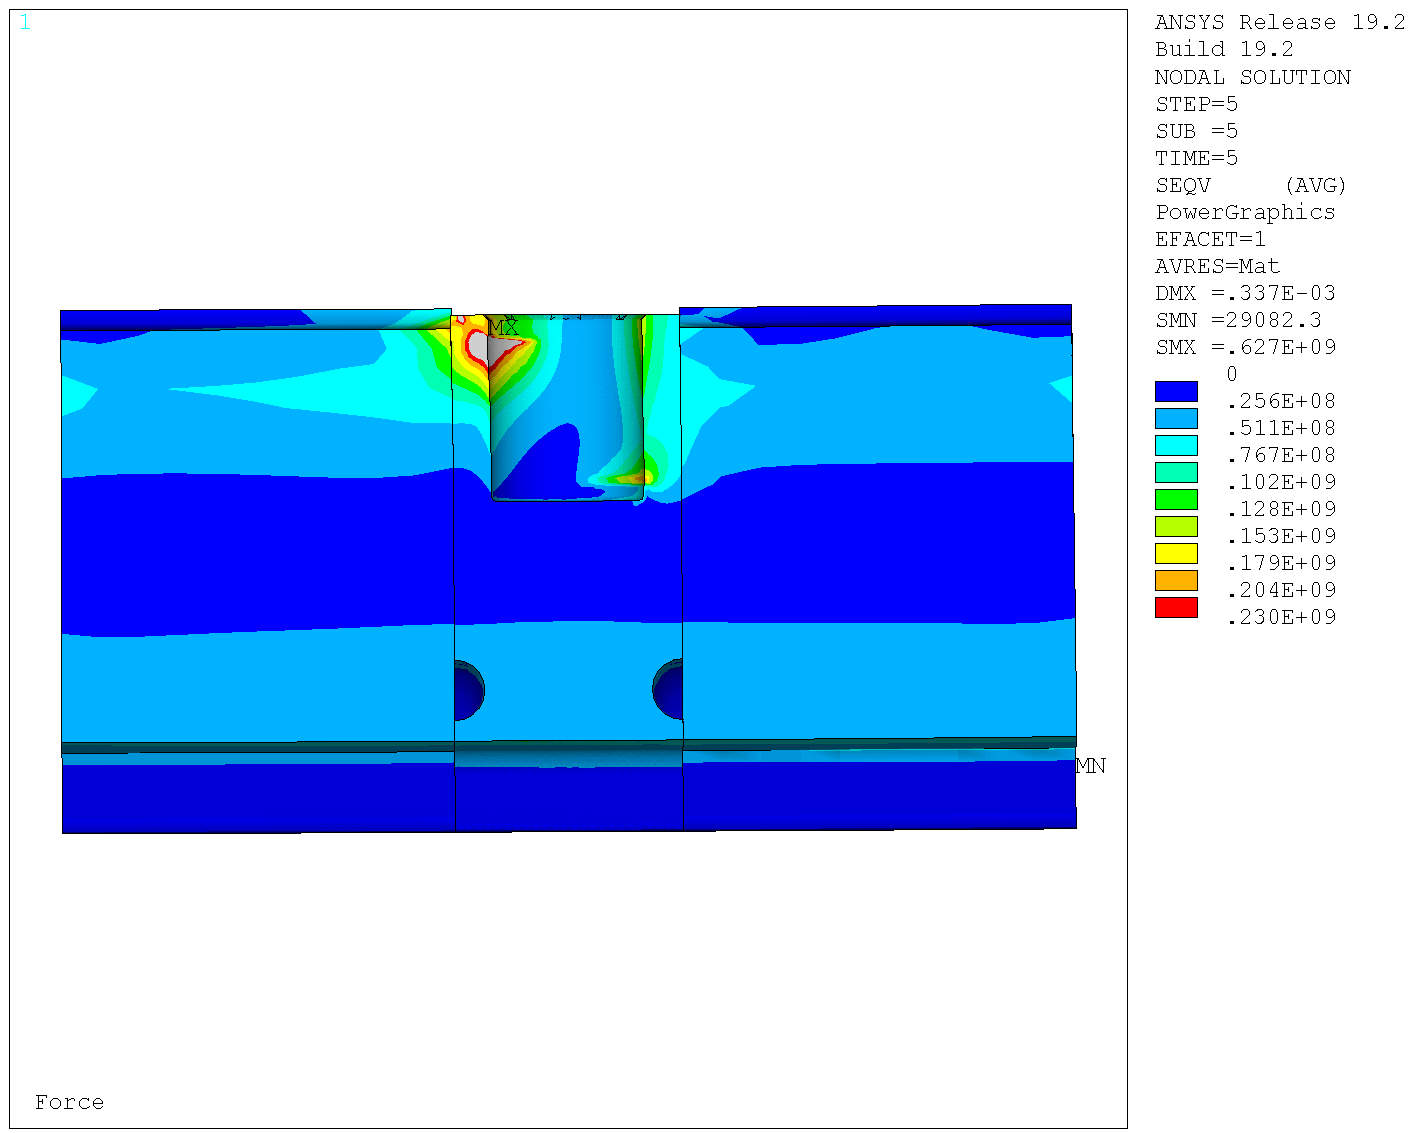 1
ANSYS Release 19.2
Build 19.2
NODAL SOLUTION
STEP=5
SUB =5
TIME=5
SEQV (AVG)
PowerGraphics
EFACET=1
AVRES=Mat
DMX =.337E-03
SMN =29082.3
SMX =.627E+09
0
.256E+08
.511E+08
.767E+08
.102E+09
.128E+09
.153E+09
.179E+09
.204E+09
.230E+09
MX
MN
Force